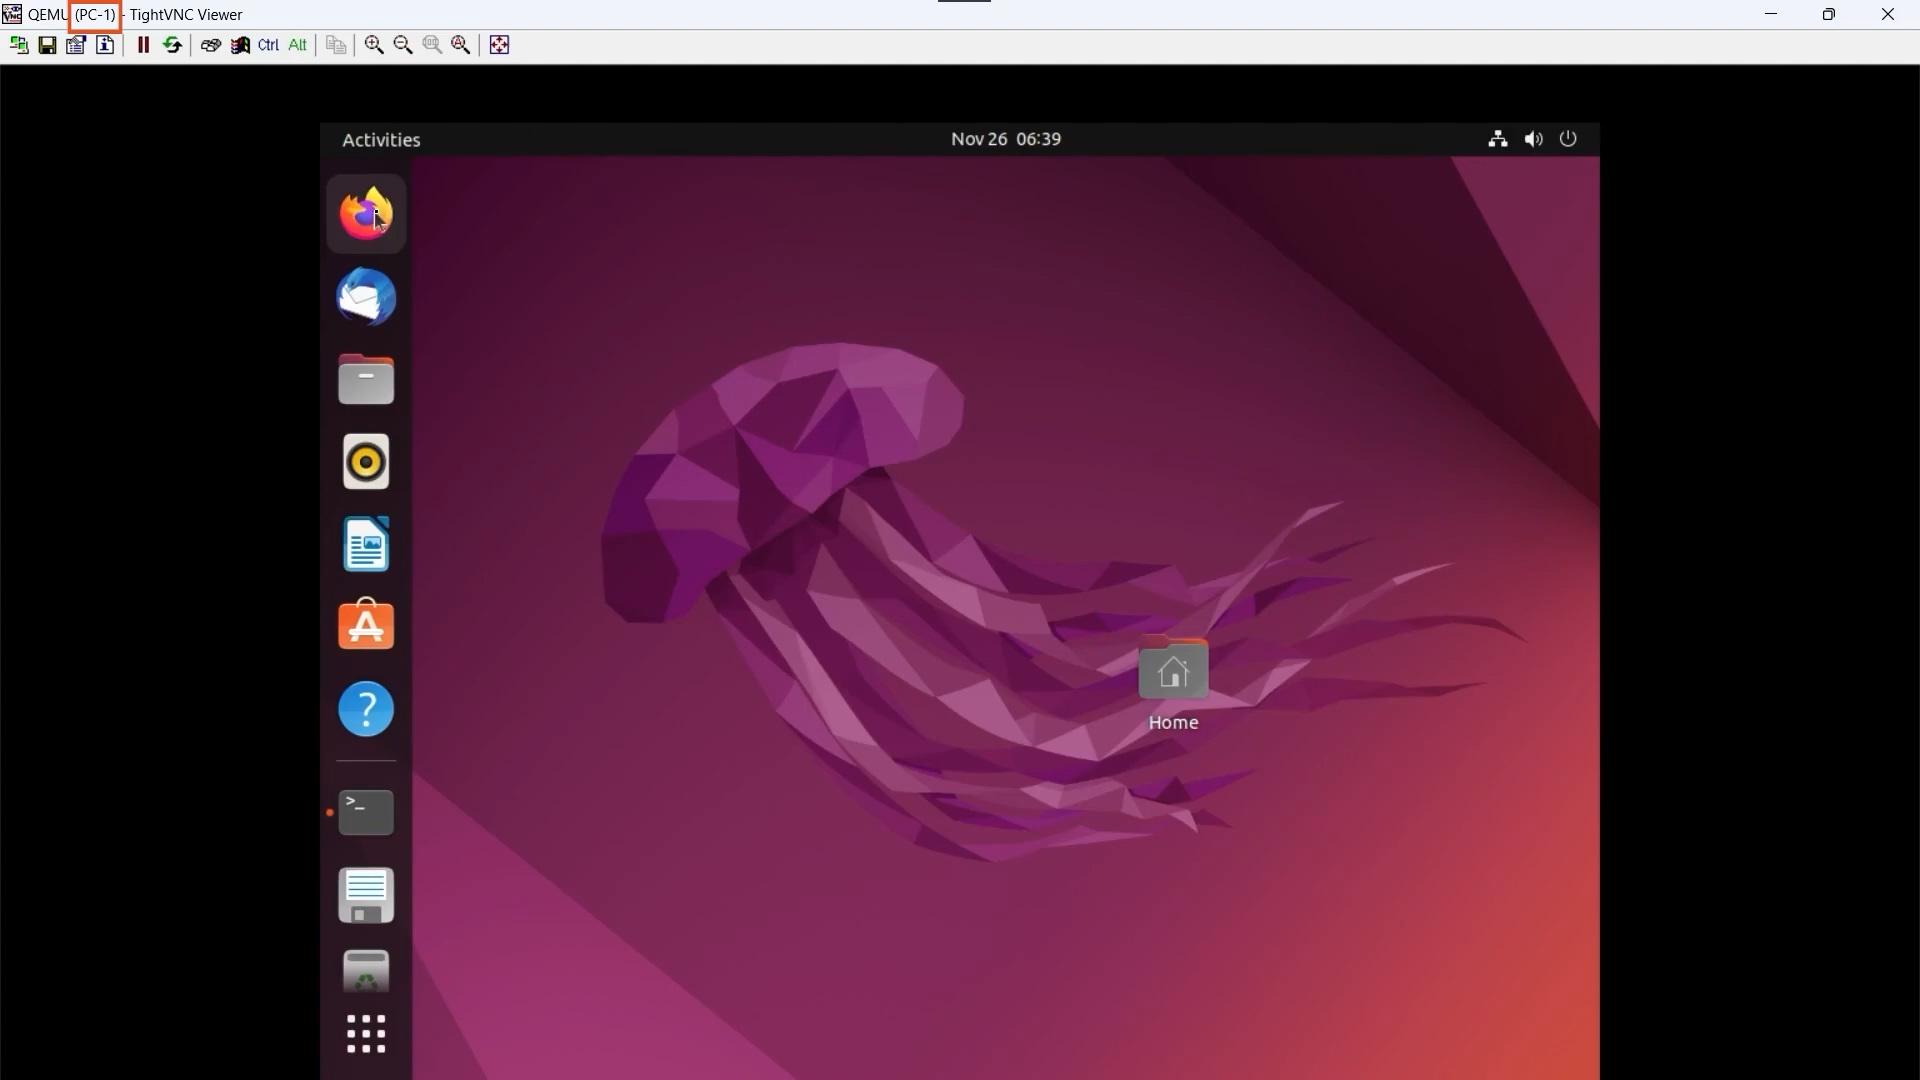 QEMU (PC-1) - TightVNC Viewer
Ctrl Alt
Activities
Nov 26 06:39
Home